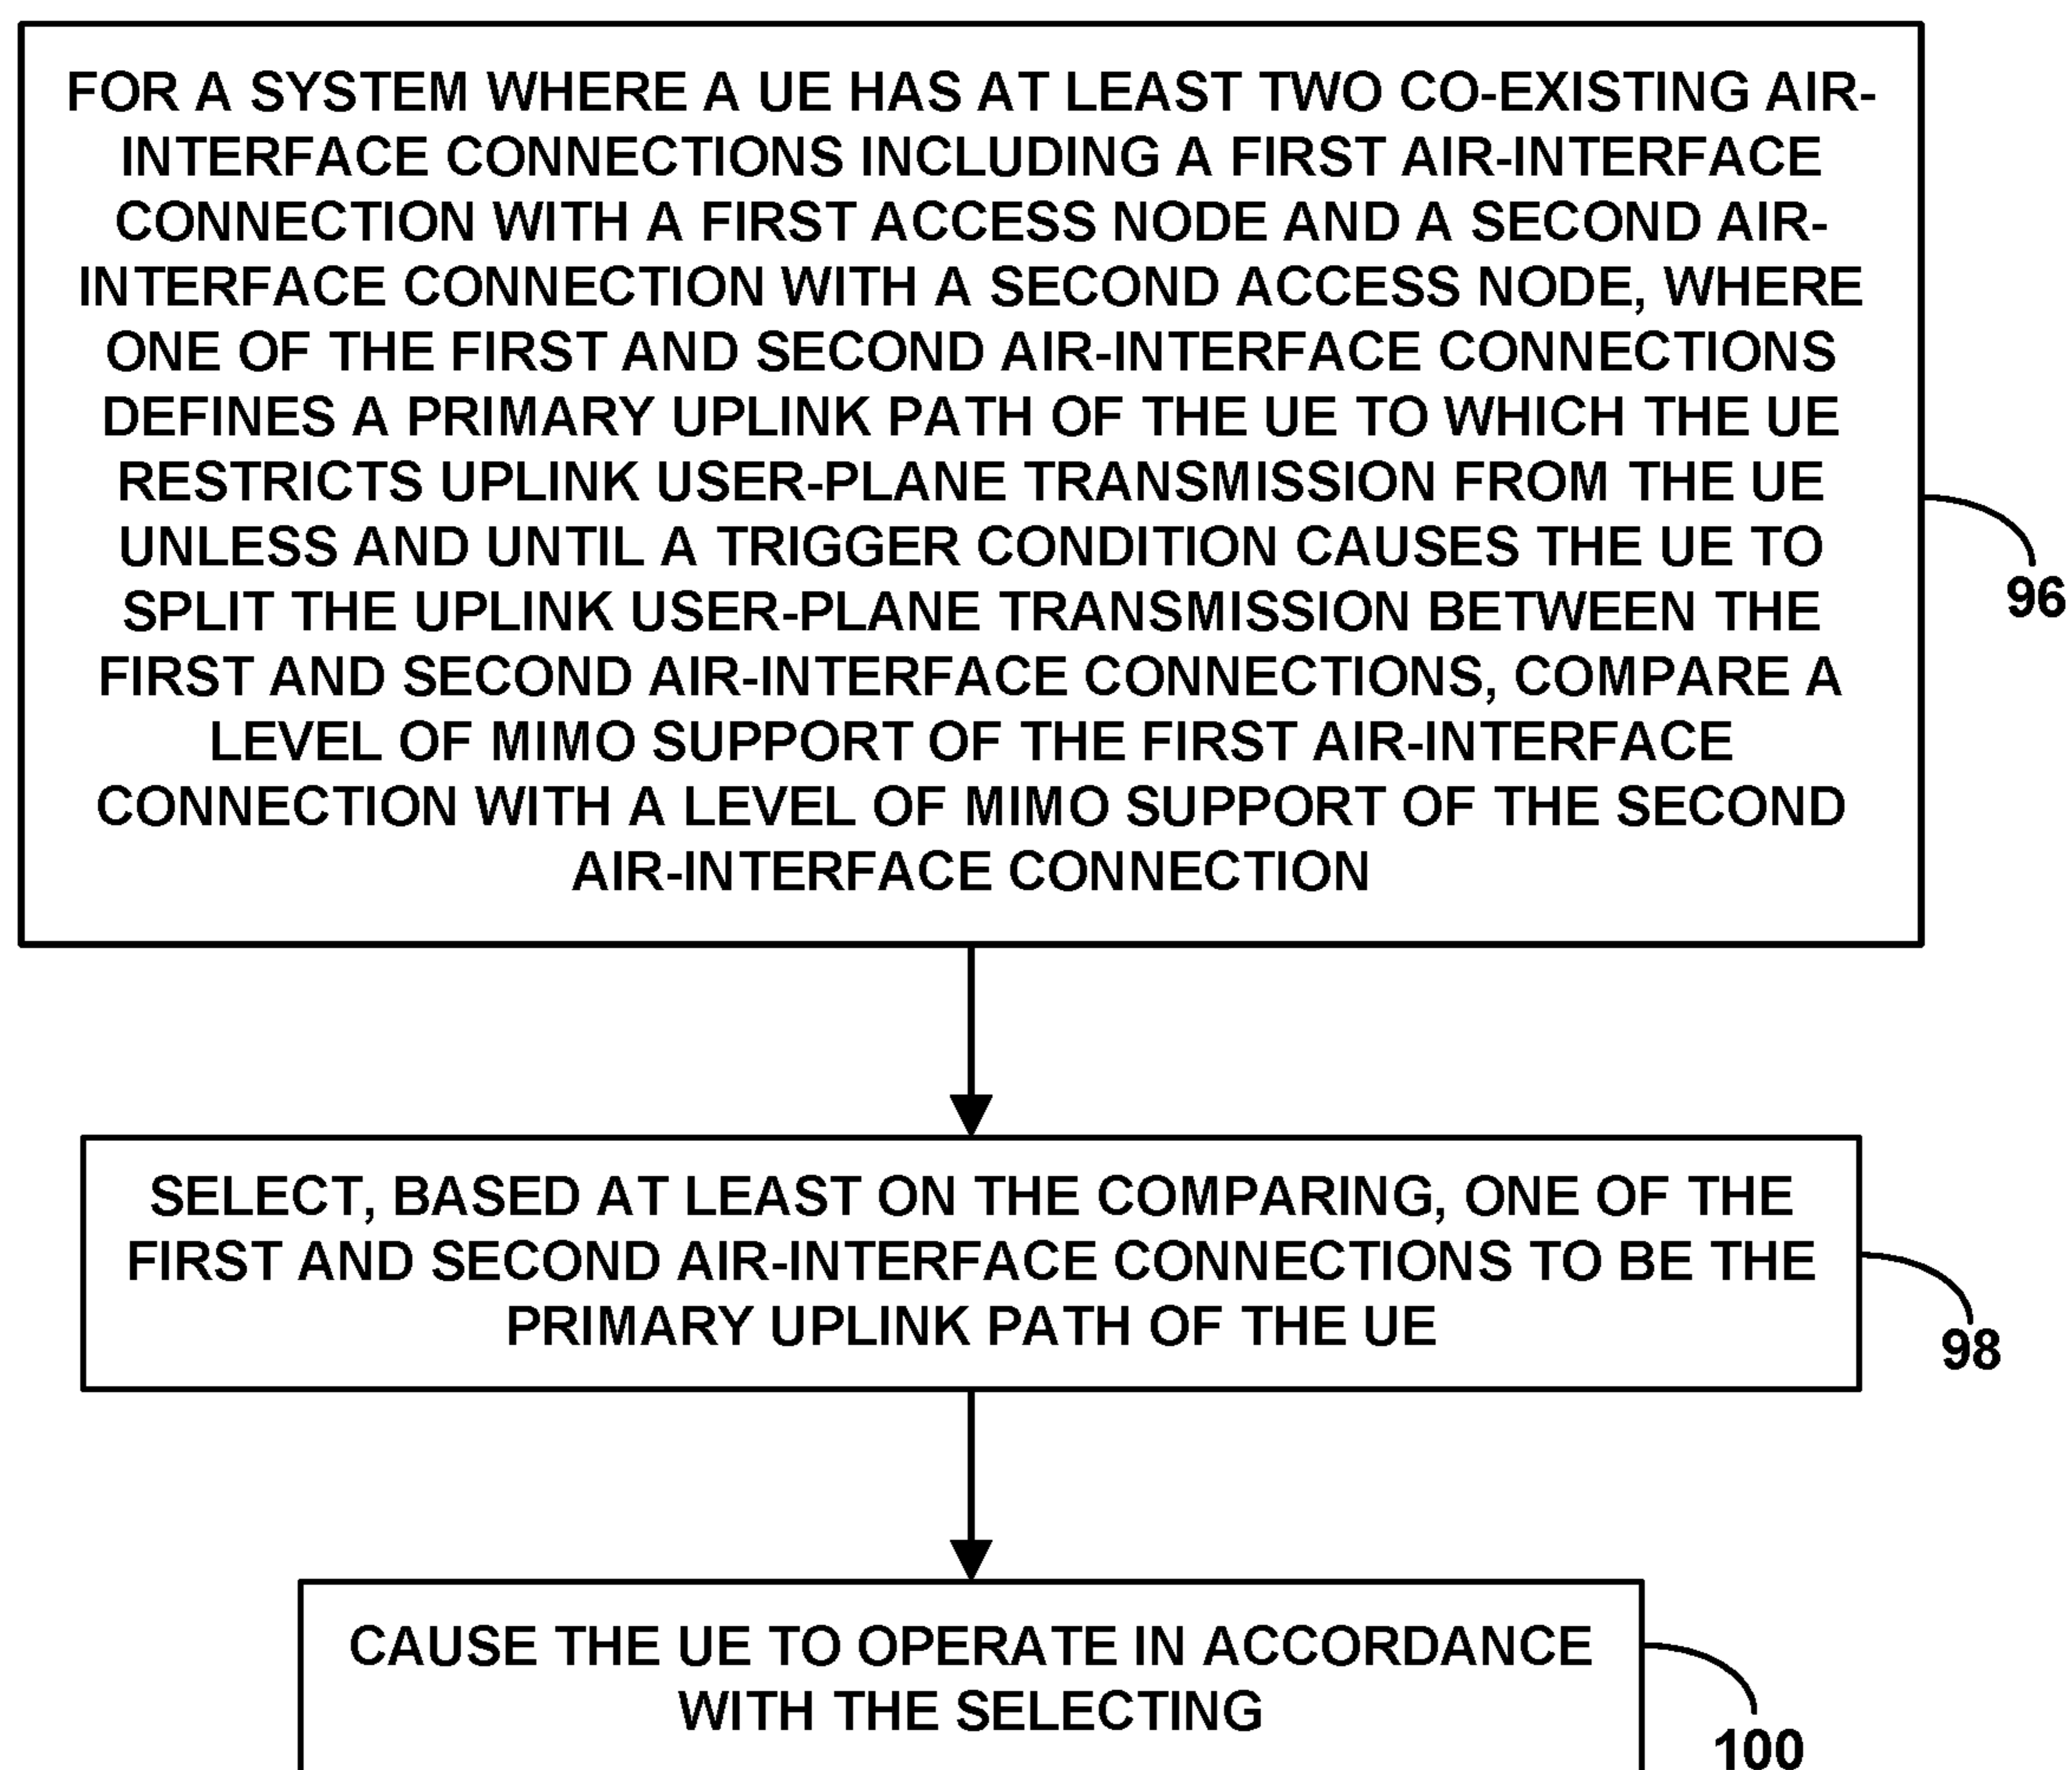 FOR A SYSTEM WHERE A UE HAS AT LEAST TWO CO-EXISTING AIR-
INTERFACE CONNECTIONS INCLUDING A FIRST AIR-INTERFACE
CONNECTION WITH A FIRST ACCESS NODE AND A SECOND AIR-
INTERFACE CONNECTION WITH A SECOND ACCESS NODE, WHERE
ONE OF THE FIRST AND SECOND AIR-INTERFACE CONNECTIONS
DEFINES A PRIMARY UPLINK PATH OF THE UE TO WHICH THE UE
RESTRICTS UPLINK USER-PLANE TRANSMISSION FROM THE UE
UNLESS AND UNTIL A TRIGGER CONDITION CAUSES THE UE TO
SPLIT THE UPLINK USER-PLANE TRANSMISSION BETWEEN THE
FIRST AND SECOND AIR-INTERFACE CONNECTIONS, COMPARE A
LEVEL OF MIMO SUPPORT OF THE FIRST AIR-INTERFACE
CONNECTION WITH A LEVEL OF MIMO SUPPORT OF THE SECOND
AIR-INTERFACE CONNECTION
96
SELECT, BASED AT LEAST ON THE COMPARING, ONE OF THE
FIRST AND SECOND AIR-INTERFACE CONNECTIONS TO BE THE
PRIMARY UPLINK PATH OF THE UE
98
CAUSE THE UE TO OPERATE IN ACCORDANCE
WITH THE SELECTING
100